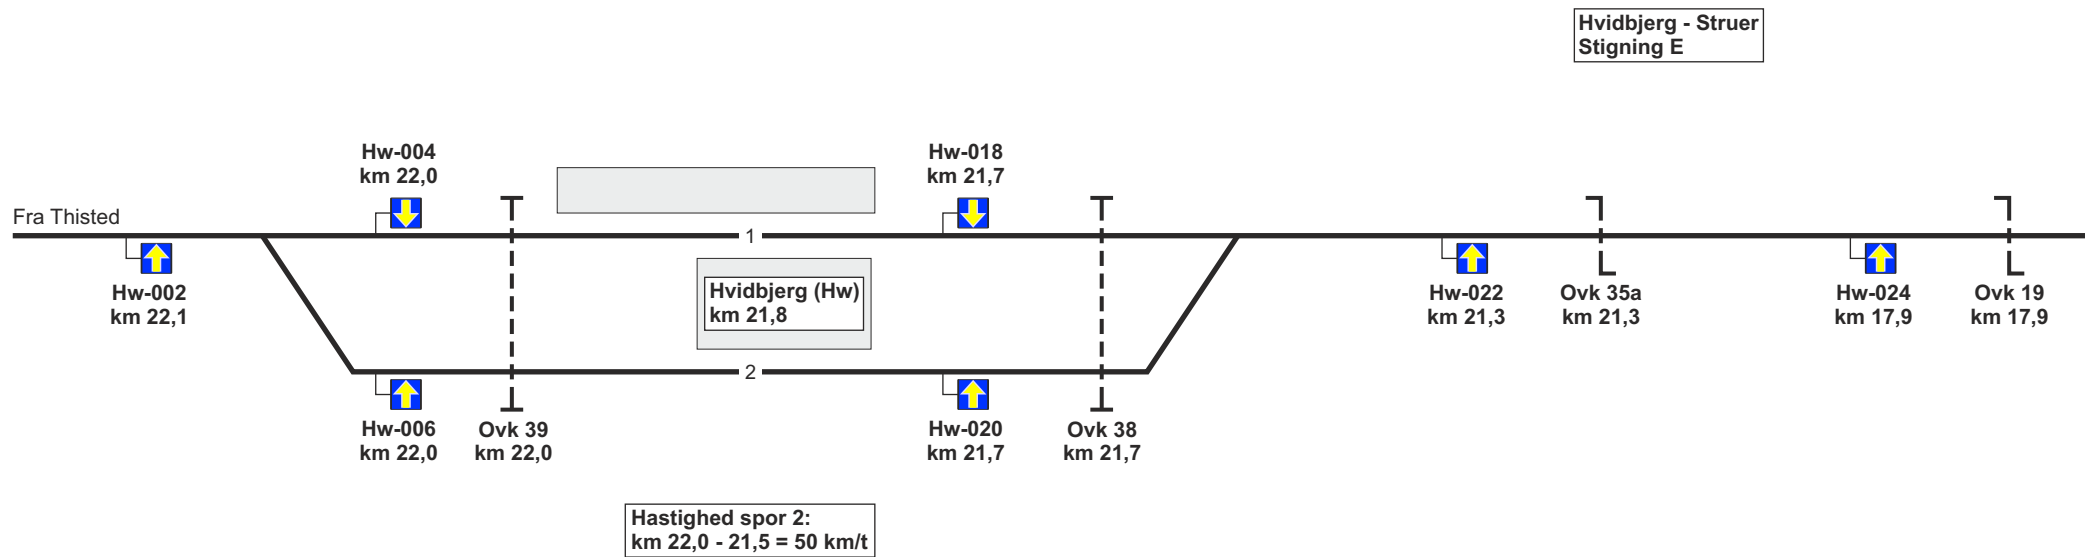 Hvidbjerg - Struer
Stigning E
Hw-004
km 22,0
Hw-018
km 21,7
Fra Thisted
1
Hw-002
km 22,1
Hvidbjerg (Hw)
km 21,8
Hw-022
km 21,3
Ovk 35a
km 21,3
Hw-024
km 17,9
Ovk 19
km 17,9
2
Hw-006
km 22,0
Ovk 39
km 22,0
Hw-020
km 21,7
Ovk 38
km 21,7
Hastighed spor 2:
km 22,0 - 21,5 = 50 km/t